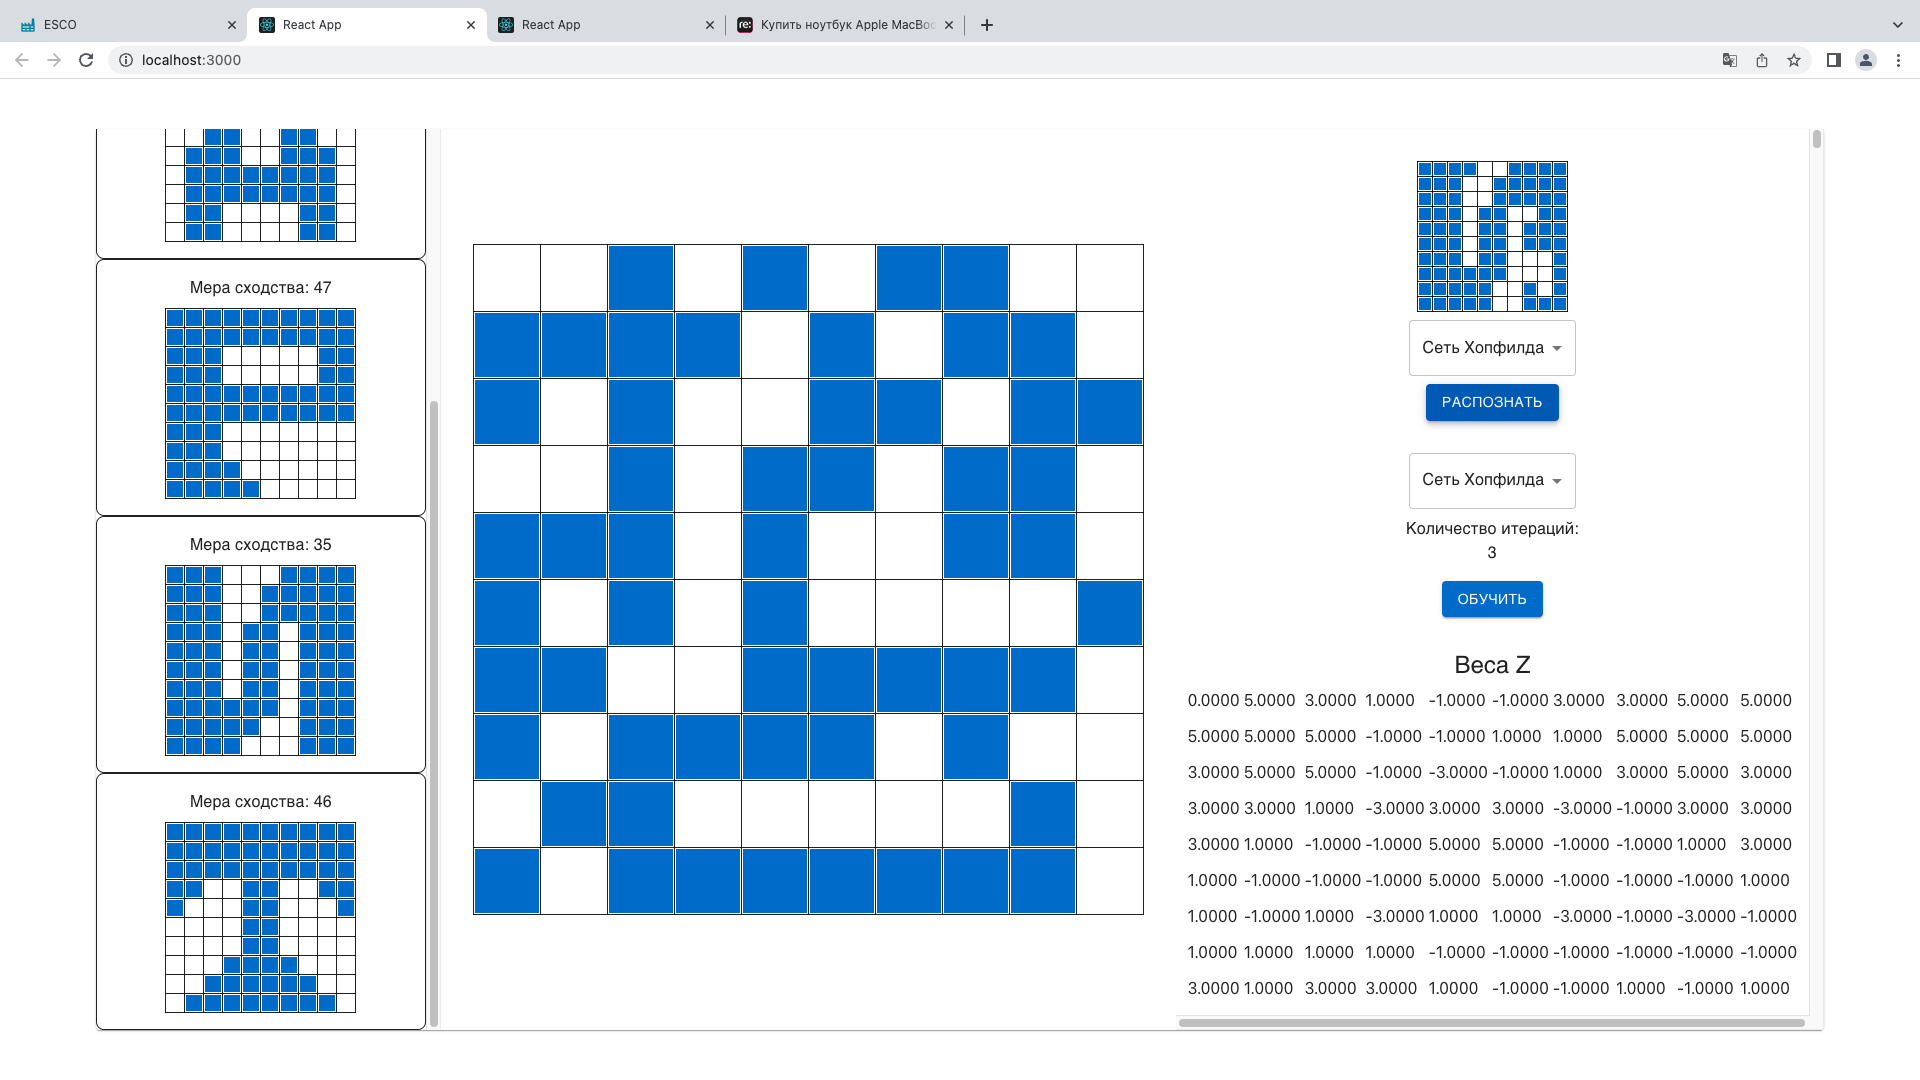 ESCO
React App
React App
re:
Купить ноутбук Apple MacBoo
localhost:3000
Мера сходства: 47
Мера сходства: 35
Мера сходства: 46
Сеть Хопфилда
РАСПОЗНАТЬ
Сеть Хопфилда
Количество итераций:
3
ОБУЧИТЬ
Веса Z
0.0000 5.0000 3.0000 1.0000 -1.0000 -1.0000 3.0000 3.0000 5.0000 5.0000
5.0000 5.0000 5.0000 -1.0000 -1.0000 1.0000 1.0000 5.0000 5.0000 5.0000
3.0000 5.0000 5.0000 -1.0000 -3.0000 -1.0000 1.0000 3.0000 5.0000 3.0000
3.0000 3.0000 1.0000 -3.0000 3.0000 3.0000 -3.0000 -1.0000 3.0000 3.0000
3.0000 1.0000 -1.0000 -1.0000 5.0000 5.0000 -1.0000 -1.0000 1.0000 3.0000
1.0000 -1.0000 -1.0000 -1.0000 5.0000 5.0000 -1.0000 -1.0000 -1.0000 1.0000
1.0000 -1.0000 1.0000 -3.0000 1.0000 1.0000 -3.0000 -1.0000 -3.0000 -1.0000
1.0000 1.0000 1.0000 1.0000 -1.0000 -1.0000 -1.0000 -1.0000 -1.0000 -1.0000
3.0000 1.0000 3.0000 3.0000 1.0000 -1.0000 -1.0000 1.0000 -1.0000 1.0000